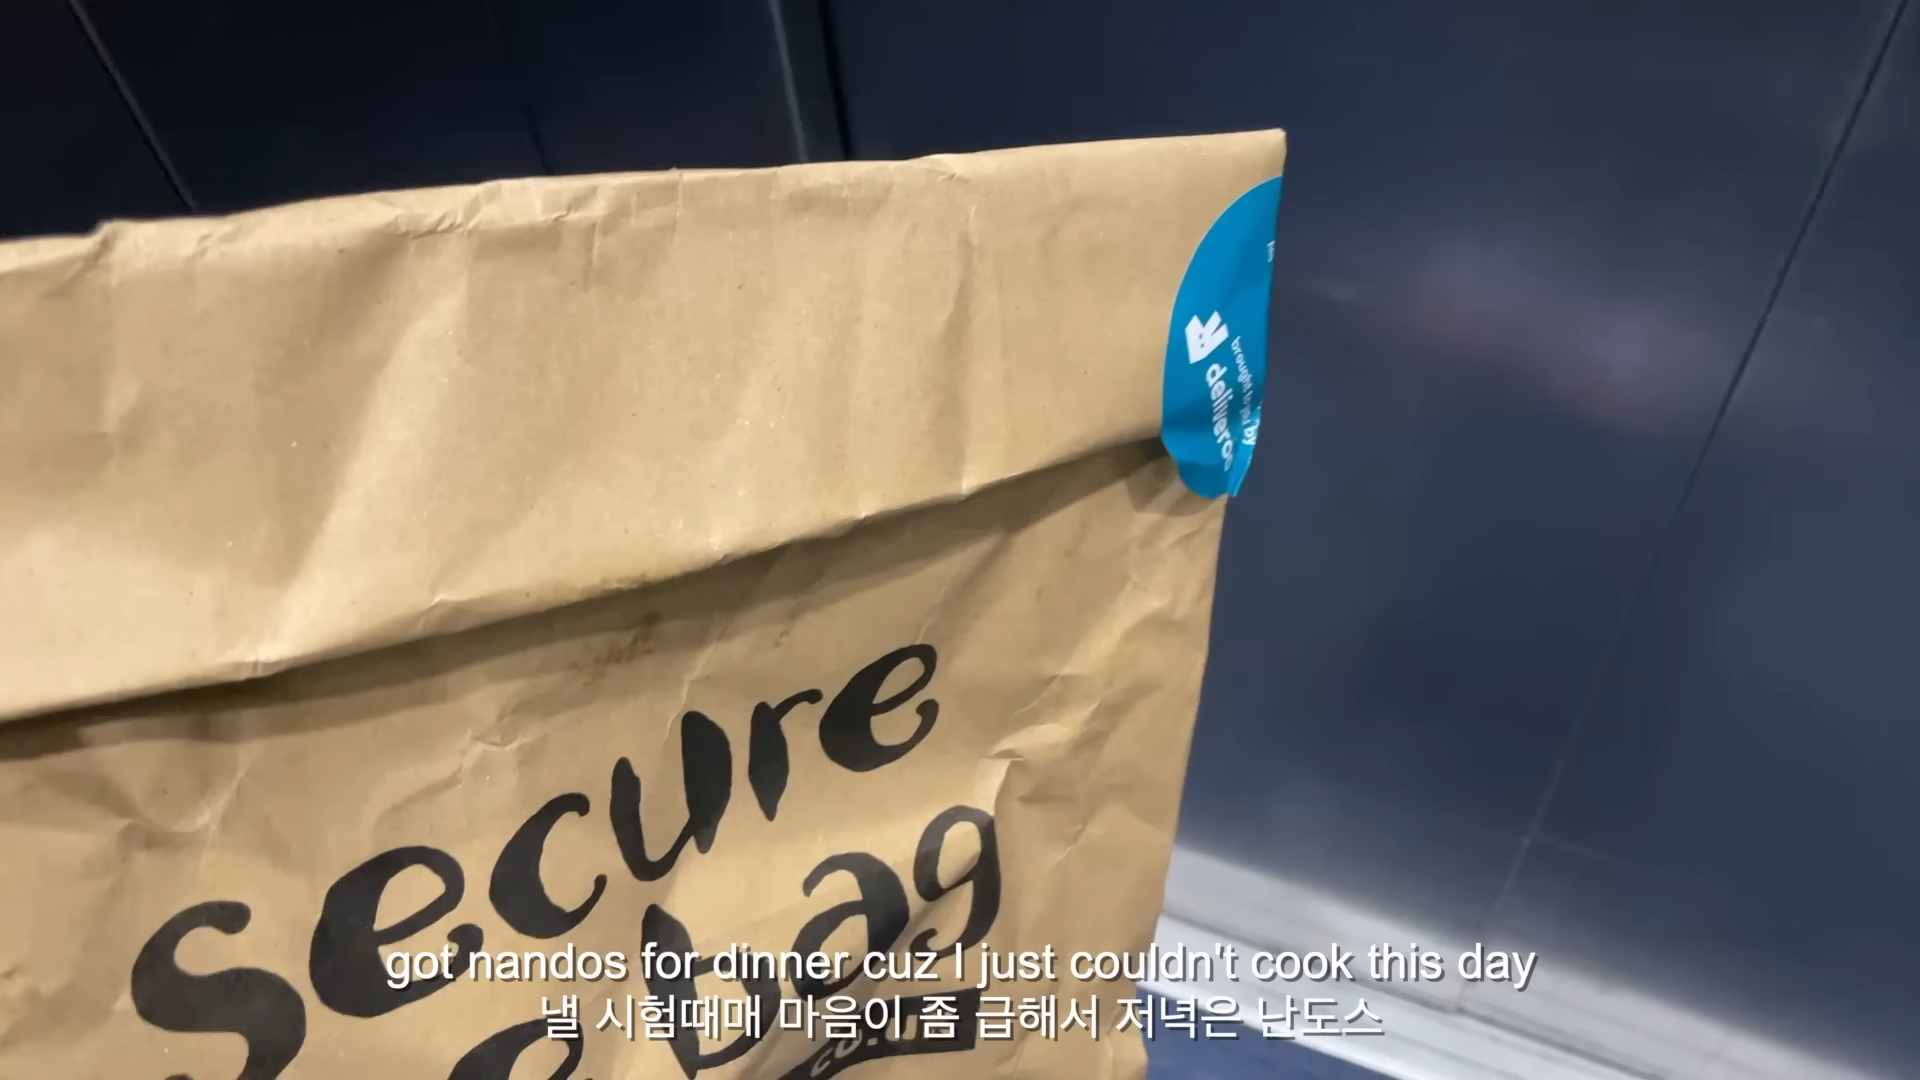 brought to you by
deliveroo
secure
bag
got nandos for dinner cuz I just couldn't cook this day
낼 시험때매 마음이 좀 급해서 저녁은 난도스